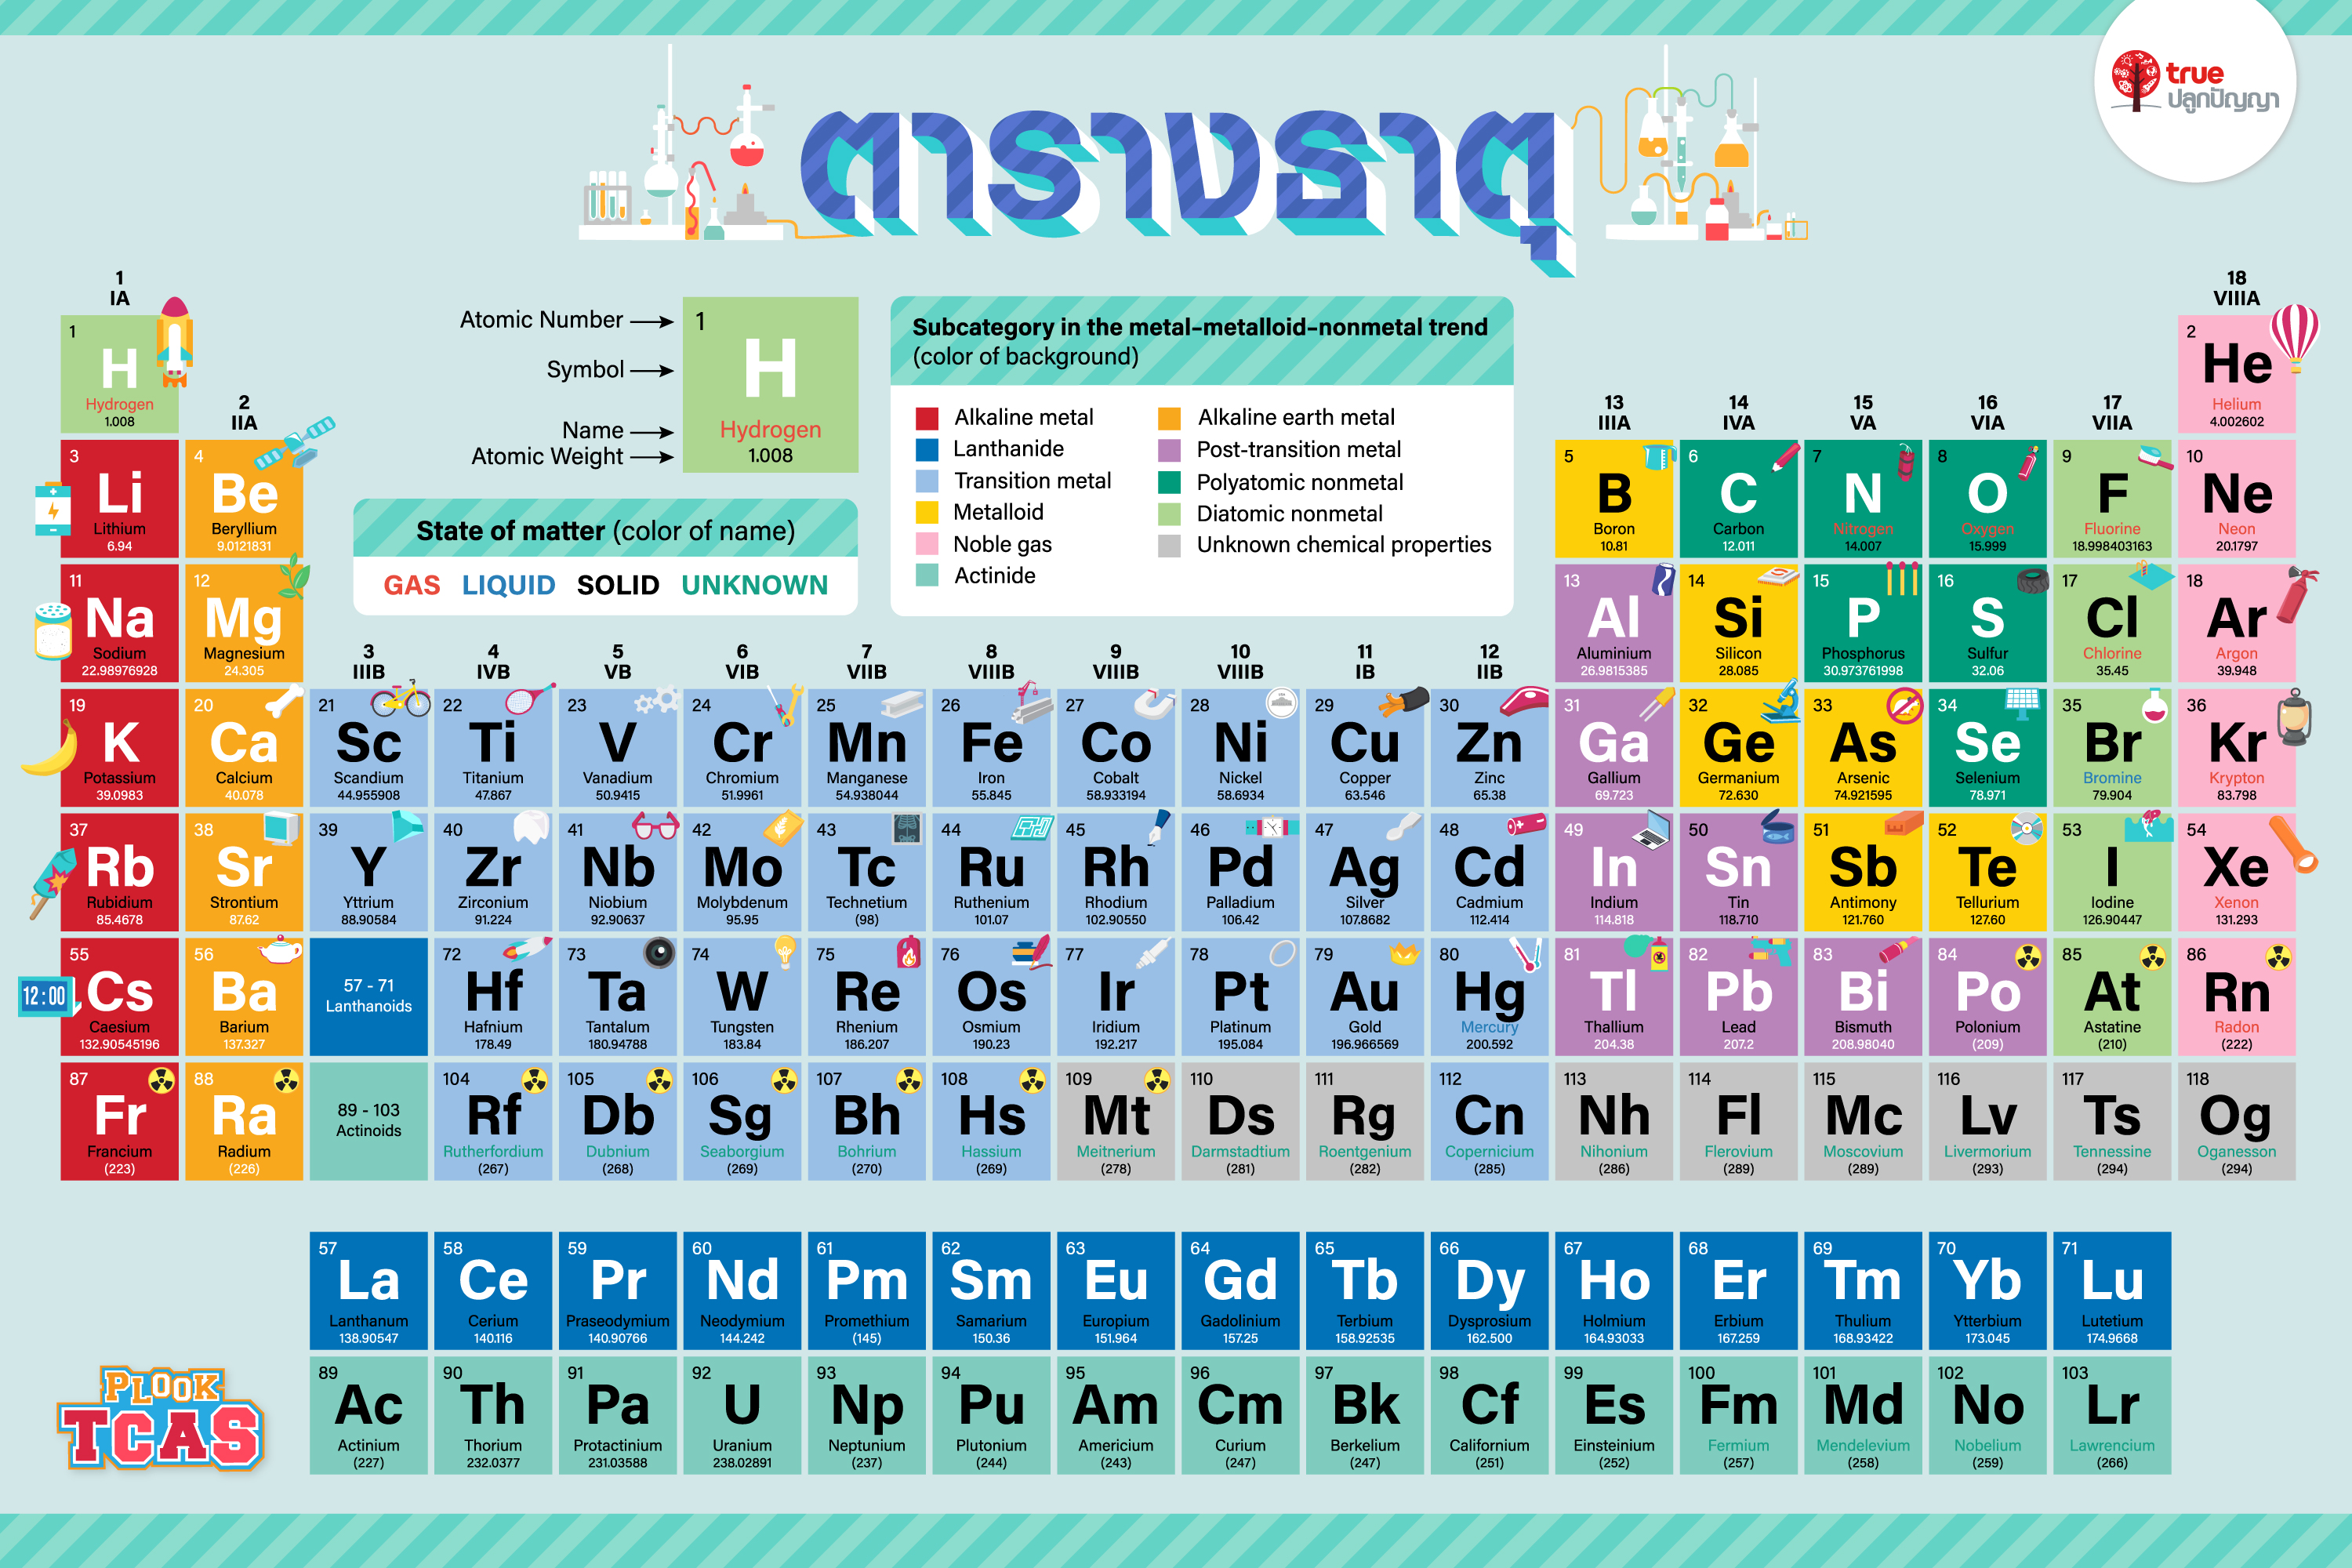 true
ปลูกปัญญา
ตารางธาตุ
1
IA
18
VIIIA
Atomic Number
Symbol
Name
Atomic Weight
1
H
Hydrogen
1.008
Subcategory in the metal–metalloid–nonmetal trend
(color of background)
Alkaline metal
Alkaline earth metal
Lanthanide
Post-transition metal
Transition metal
Polyatomic nonmetal
Metalloid
Diatomic nonmetal
Noble gas
Unknown chemical properties
Actinide
State of matter (color of name)
GAS LIQUID SOLID UNKNOWN
1
H
Hydrogen
1.008
2
He
Helium
4.002602
2
IIA
13 14 15 16 17
IIIA IVA VA VIA VIIA
3 4 5 6 7 8 9 10
Li Be B C N O F Ne
Lithium Beryllium Boron Carbon Nitrogen Oxygen Fluorine Neon
6.94 9.0121831 10.81 12.011 14.007 15.999 18.998403163 20.1797
11 12 13 14 15 16 17 18
Na Mg Al Si P S Cl Ar
Sodium Magnesium Aluminium Silicon Phosphorus Sulfur Chlorine Argon
22.98976928 24.305 26.9815385 28.085 30.973761998 32.06 35.45 39.948
3 4 5 6 7 8 9 10 11 12
IIIB IVB VB VIB VIIB VIIIB VIIIB VIIIB IB IIB
19 20 21 22 23 24 25 26 27 28 29 30 31 32 33 34 35 36
K Ca Sc Ti V Cr Mn Fe Co Ni Cu Zn Ga Ge As Se Br Kr
Potassium Calcium Scandium Titanium Vanadium Chromium Manganese Iron Cobalt Nickel Copper Zinc Gallium Germanium Arsenic Selenium Bromine Krypton
39.0983 40.078 44.955908 47.867 50.9415 51.9961 54.938044 55.845 58.933194 58.6934 63.546 65.38 69.723 72.630 74.921595 78.971 79.904 83.798
37 38 39 40 41 42 43 44 45 46 47 48 49 50 51 52 53 54
Rb Sr Y Zr Nb Mo Tc Ru Rh Pd Ag Cd In Sn Sb Te I Xe
Rubidium Strontium Yttrium Zirconium Niobium Molybdenum Technetium Ruthenium Rhodium Palladium Silver Cadmium Indium Tin Antimony Tellurium Iodine Xenon
85.4678 87.62 88.90584 91.224 92.90637 95.95 (98) 101.07 102.90550 106.42 107.8682 112.414 114.818 118.710 121.760 127.60 126.90447 131.293
12:00
55 56 57 - 71 72 73 74 75 76 77 78 79 80 81 82 83 84 85 86
Cs Ba Lanthanoids Hf Ta W Re Os Ir Pt Au Hg Tl Pb Bi Po At Rn
Caesium Barium Hafnium Tantalum Tungsten Rhenium Osmium Iridium Platinum Gold Mercury Thallium Lead Bismuth Polonium Astatine Radon
132.90545196 137.327 178.49 180.94788 183.84 186.207 190.23 192.217 195.084 196.966569 200.592 204.38 207.2 208.98040 (209) (210) (222)
87 88 89 - 103 104 105 106 107 108 109 110 111 112 113 114 115 116 117 118
Fr Ra Actinoids Rf Db Sg Bh Hs Mt Ds Rg Cn Nh Fl Mc Lv Ts Og
Francium Radium Rutherfordium Dubnium Seaborgium Bohrium Hassium Meitnerium Darmstadtium Roentgenium Copernicium Nihonium Flerovium Moscovium Livermorium Tennessine Oganesson
(223) (226) (267) (268) (269) (270) (269) (278) (281) (282) (285) (286) (289) (289) (293) (294) (294)
57 58 59 60 61 62 63 64 65 66 67 68 69 70 71
La Ce Pr Nd Pm Sm Eu Gd Tb Dy Ho Er Tm Yb Lu
Lanthanum Cerium Praseodymium Neodymium Promethium Samarium Europium Gadolinium Terbium Dysprosium Holmium Erbium Thulium Ytterbium Lutetium
138.90547 140.116 140.90766 144.242 (145) 150.36 151.964 157.25 158.92535 162.500 164.93033 167.259 168.93422 173.045 174.9668
89 90 91 92 93 94 95 96 97 98 99 100 101 102 103
Ac Th Pa U Np Pu Am Cm Bk Cf Es Fm Md No Lr
Actinium Thorium Protactinium Uranium Neptunium Plutonium Americium Curium Berkelium Californium Einsteinium Fermium Mendelevium Nobelium Lawrencium
(227) 232.0377 231.03588 238.02891 (237) (244) (243) (247) (247) (251) (252) (257) (258) (259) (266)
PLOOK
TCAS